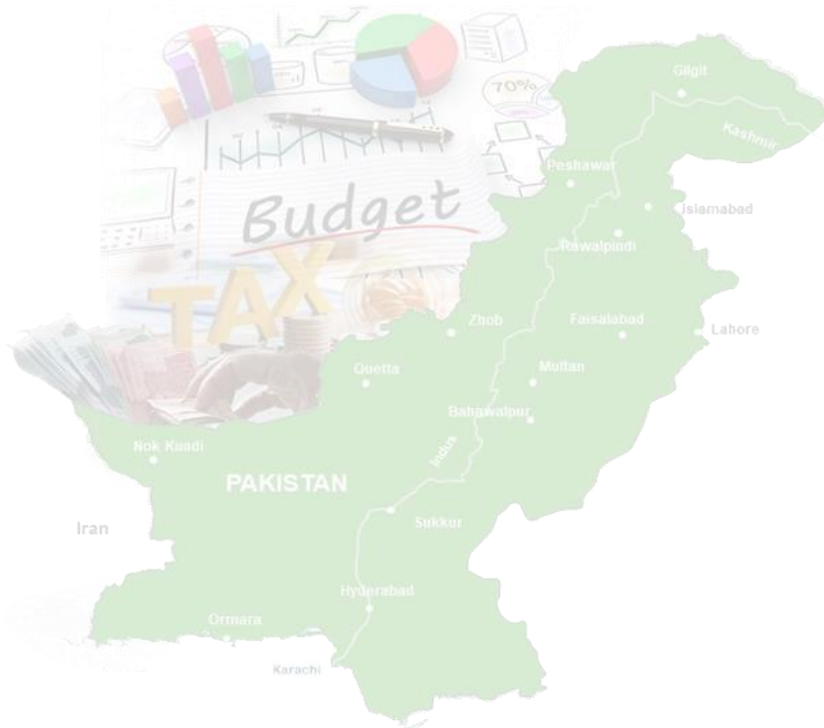 Gilgit
70%
Kashmir
Peshawar
Islamabad
Budget
Rawalpindi
TAX
Zhob
Faisalabad
Lahore
Quetta
Multan
Bahawalpur
Nok Kundi
Indus
PAKISTAN
Sukkur
Iran
Hyderabad
Ormara
Karachi